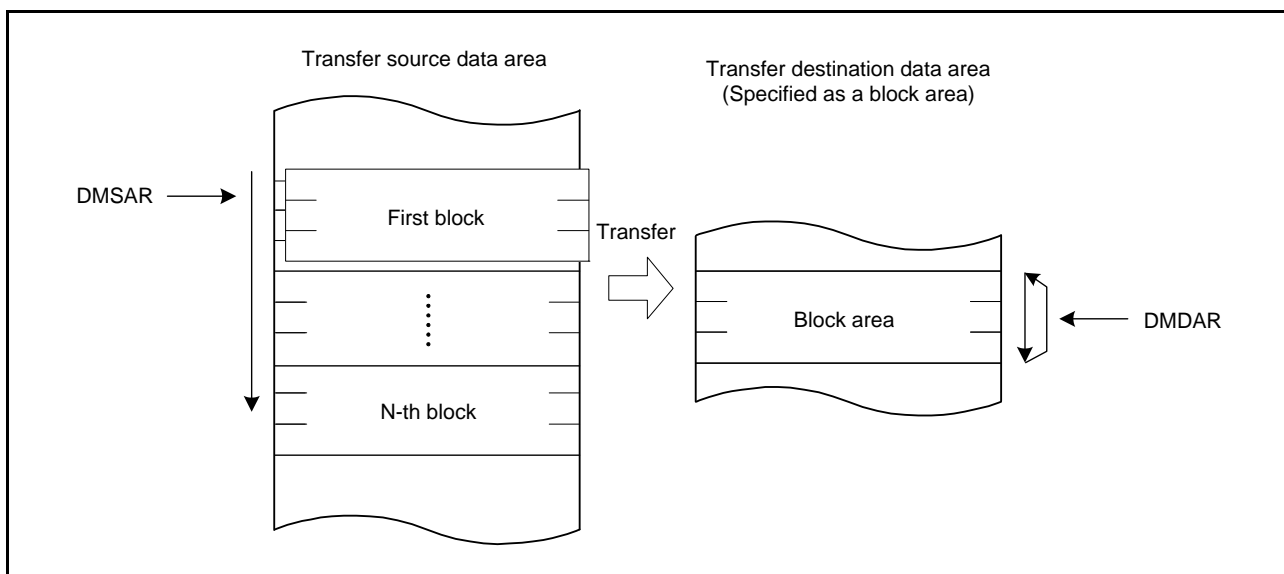 Transfer source data area
Transfer destination data area
(Specified as a block area)
DMSAR
First block
Transfer
Block area
DMDAR
N-th block